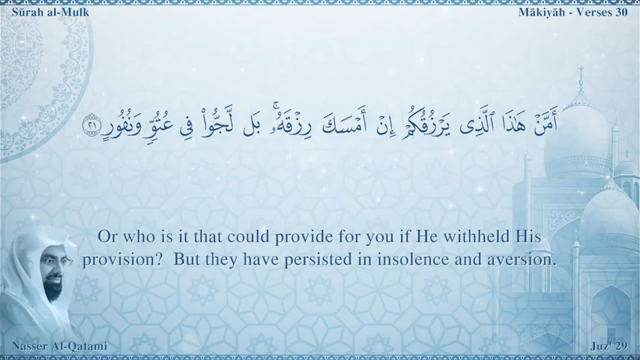 Sūrah al-Mulk
Mākiyāh - Verses 30
أَمَّنْ هَٰذَا ٱلَّذِى يَرْزُقُكُمْ إِنْ أَمْسَكَ رِزْقَهُۥ ۚ بَل لَّجُّوا۟ فِى عُتُوٍّۢ وَنُفُورٍ ٢١
Or who is it that could provide for you if He withheld His
provision? But they have persisted in insolence and aversion.
Nasser Al-Qatami
Juz' 29